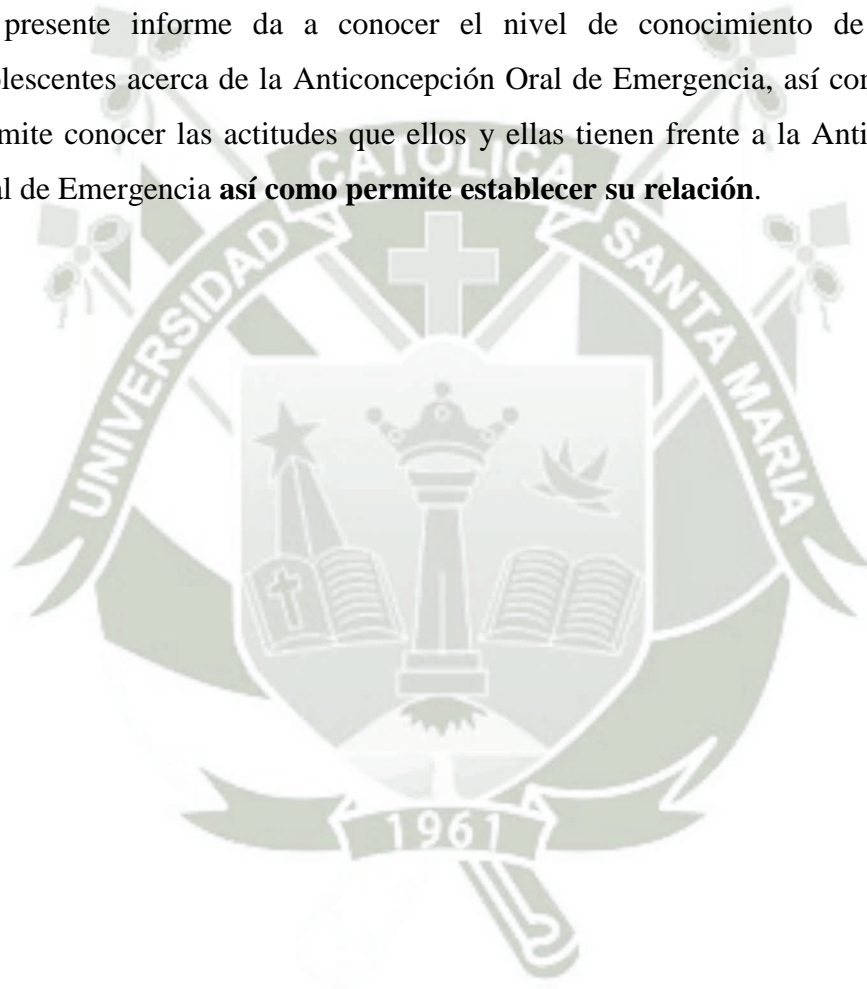 presente informe da a conocer el nivel de conocimiento de
lescentes acerca de la Anticoncepción Oral de Emergencia, así con
mite conocer las actitudes que ellos y ellas tienen frente a la Anti
al de Emergencia así como permite establecer su relación.
UNIVERSIDAD CATOLICA SANTA MARIA
1961